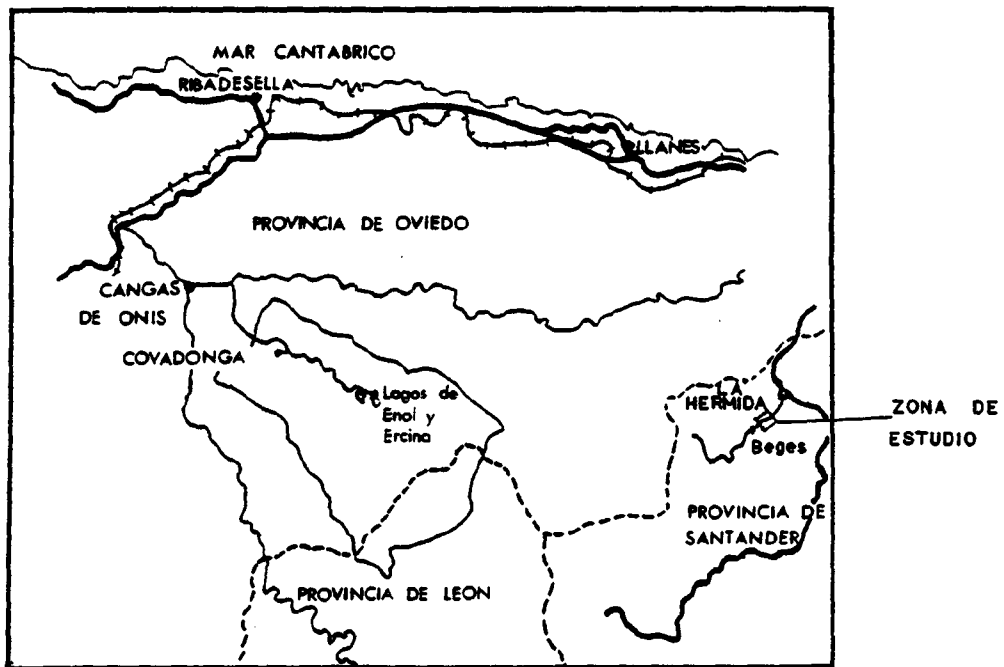 MAR CANTABRICO
RIBADESELLA
LLANES
PROVINCIA DE OVIEDO
CANGAS
DE ONIS
COVADONGA
Lagos de
Enol y
Ercina
LA
HERMIDA
Beges
ZONA DE
ESTUDIO
PROVINCIA DE
SANTANDER
PROVINCIA DE LEON